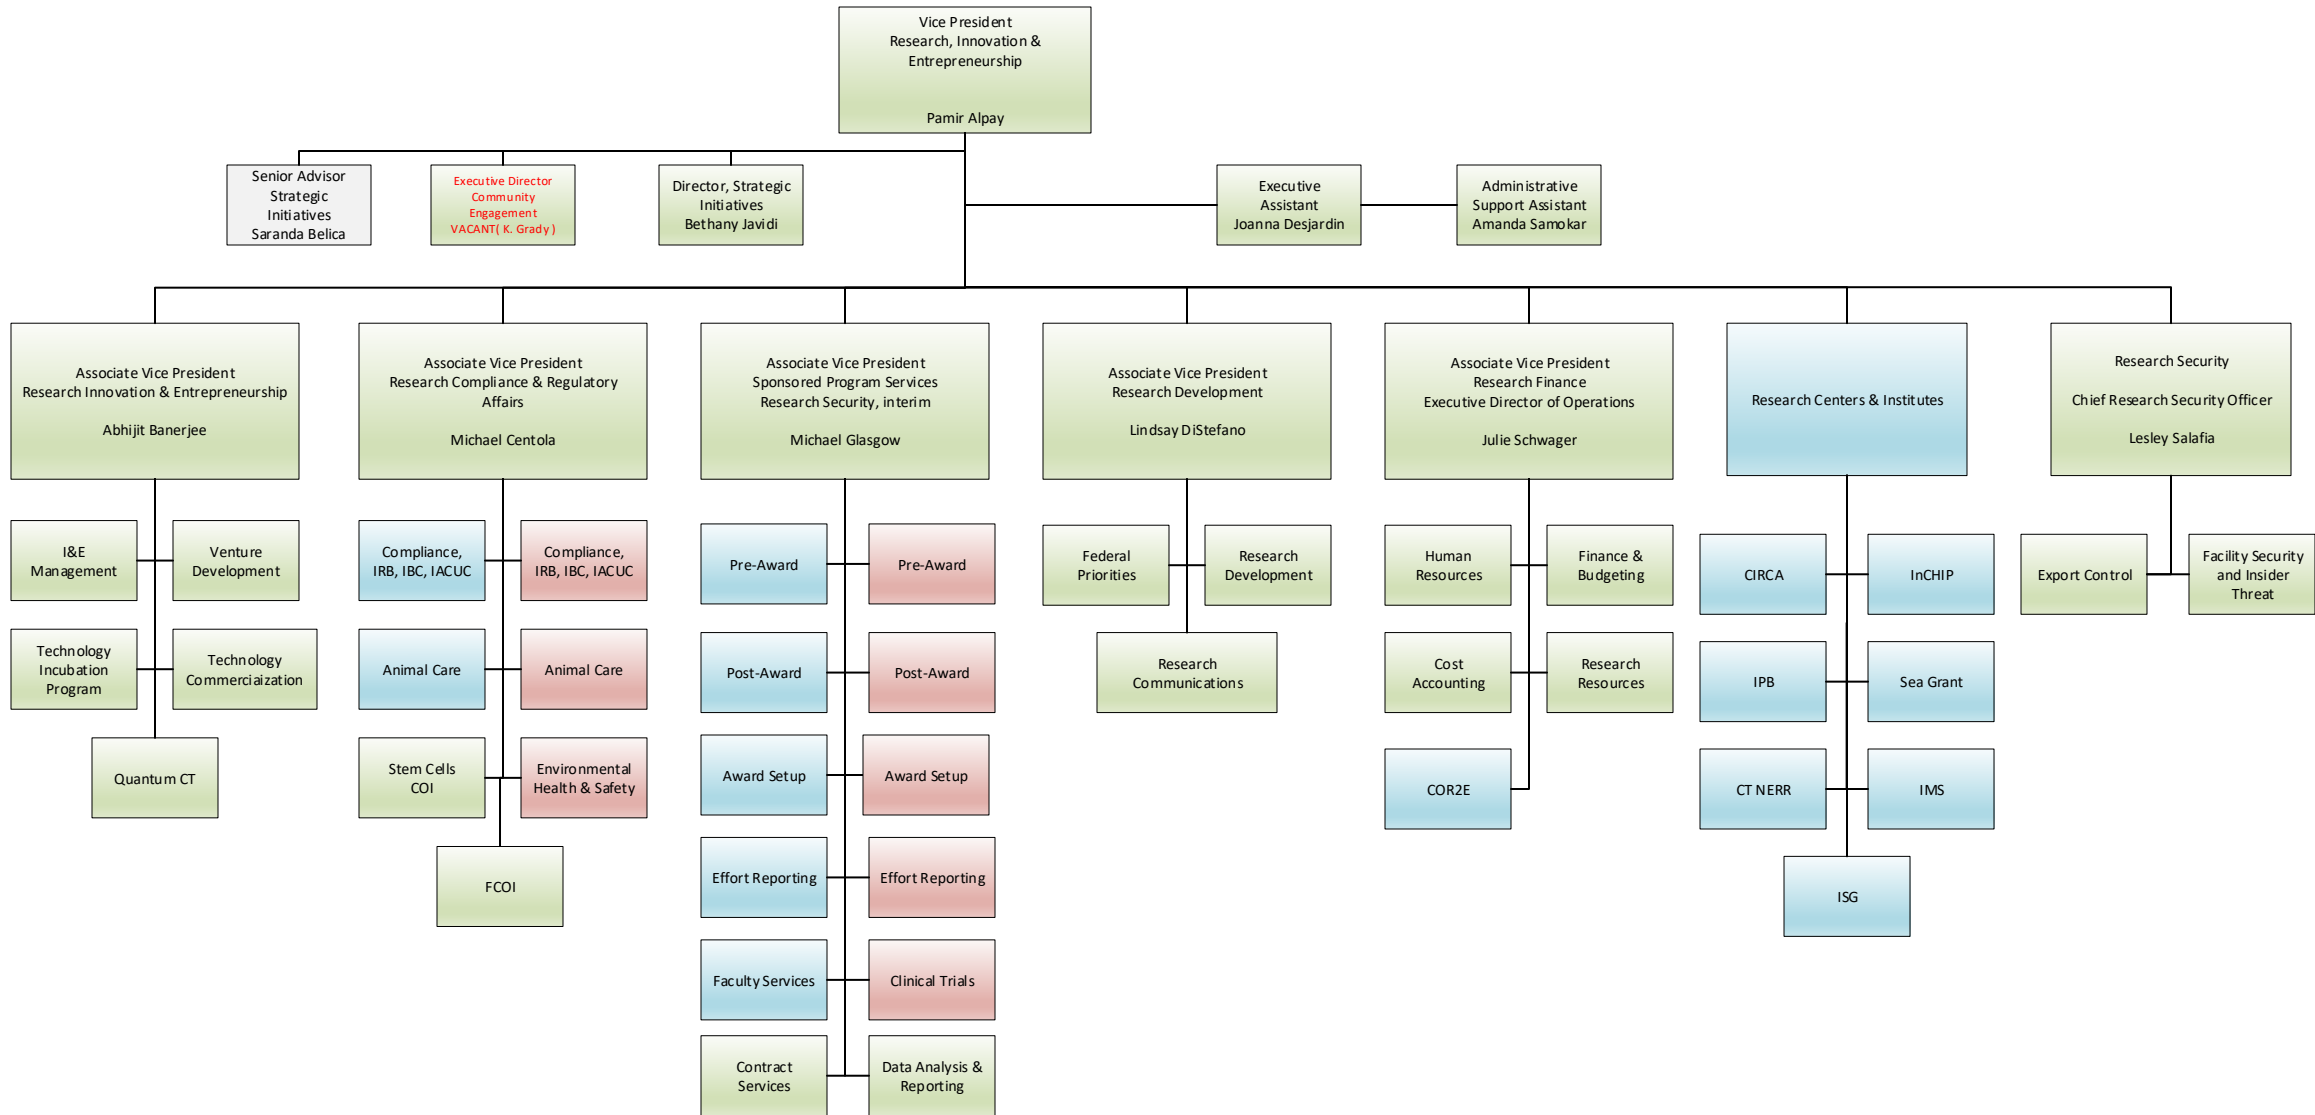 Vice President
Research, Innovation &
Entrepreneurship
Pamir Alpay
Senior Advisor
Strategic
Initiatives
Saranda Belica
Executive Director
Community
Engagement
VACANT( K. Grady )
Director, Strategic
Initiatives
Bethany Javidi
Executive
Assistant
Joanna Desjardin
Administrative
Support Assistant
Amanda Samokar
Associate Vice President
Research Innovation & Entrepreneurship
Abhijit Banerjee
Associate Vice President
Research Compliance & Regulatory
Affairs
Michael Centola
Associate Vice President
Sponsored Program Services
Research Security, interim
Michael Glasgow
Associate Vice President
Research Development
Lindsay DiStefano
Associate Vice President
Research Finance
Executive Director of Operations
Julie Schwager
Research Centers & Institutes
Research Security
Chief Research Security Officer
Lesley Salafia
I&E
Management
Venture
Development
Technology
Incubation
Program
Technology
Commerciaization
Quantum CT
Compliance,
IRB, IBC, IACUC
Compliance,
IRB, IBC, IACUC
Animal Care
Animal Care
Stem Cells
COI
Environmental
Health & Safety
FCOI
Pre-Award
Pre-Award
Post-Award
Post-Award
Award Setup
Award Setup
Effort Reporting
Effort Reporting
Faculty Services
Clinical Trials
Contract
Services
Data Analysis &
Reporting
Federal
Priorities
Research
Development
Research
Communications
Human
Resources
Finance &
Budgeting
Cost
Accounting
Research
Resources
COR2E
CIRCA
InCHIP
IPB
Sea Grant
CT NERR
IMS
ISG
Export Control
Facility Security
and Insider
Threat